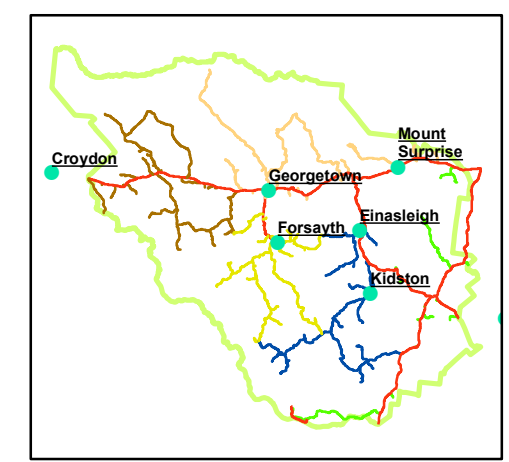 Mount
Surprise
Croydon
Georgetown
Forsayth
Einasleigh
Kidston